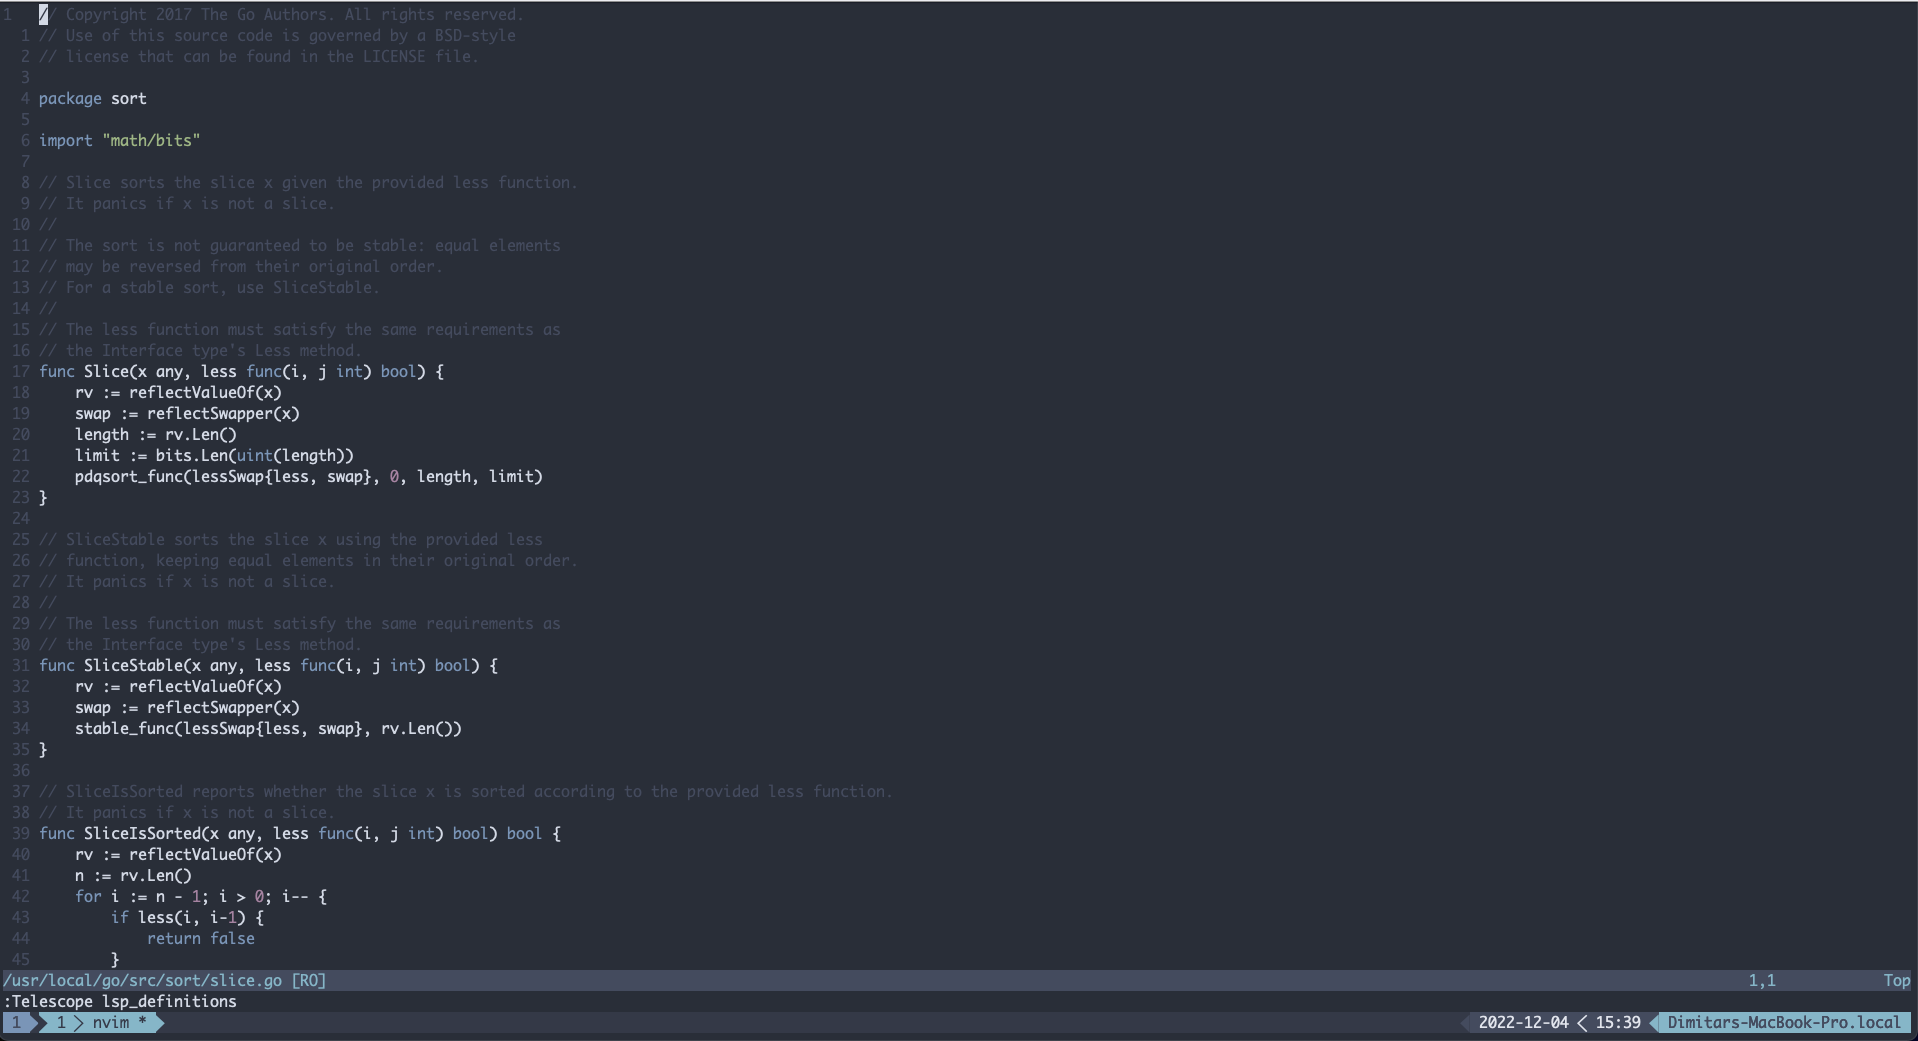 1 // Copyright 2017 The Go Authors. All rights reserved.
1 // Use of this source code is governed by a BSD-style
2 // license that can be found in the LICENSE file.
3
4 package sort
5
6 import "math/bits"
7
8 // Slice sorts the slice x given the provided less function.
9 // It panics if x is not a slice.
10 //
11 // The sort is not guaranteed to be stable: equal elements
12 // may be reversed from their original order.
13 // For a stable sort, use SliceStable.
14 //
15 // The less function must satisfy the same requirements as
16 // the Interface type's Less method.
17 func Slice(x any, less func(i, j int) bool) {
18     rv := reflectValueOf(x)
19     swap := reflectSwapper(x)
20     length := rv.Len()
21     limit := bits.Len(uint(length))
22     pdqsort_func(lessSwap{less, swap}, 0, length, limit)
23 }
24
25 // SliceStable sorts the slice x using the provided less
26 // function, keeping equal elements in their original order.
27 // It panics if x is not a slice.
28 //
29 // The less function must satisfy the same requirements as
30 // the Interface type's Less method.
31 func SliceStable(x any, less func(i, j int) bool) {
32     rv := reflectValueOf(x)
33     swap := reflectSwapper(x)
34     stable_func(lessSwap{less, swap}, rv.Len())
35 }
36
37 // SliceIsSorted reports whether the slice x is sorted according to the provided less function.
38 // It panics if x is not a slice.
39 func SliceIsSorted(x any, less func(i, j int) bool) bool {
40     rv := reflectValueOf(x)
41     n := rv.Len()
42     for i := n - 1; i > 0; i-- {
43         if less(i, i-1) {
44             return false
45         }
/usr/local/go/src/sort/slice.go [RO] 1,1 Top
:Telescope lsp_definitions
1 1 nvim * 2022-12-04 15:39 Dimitars-MacBook-Pro.local